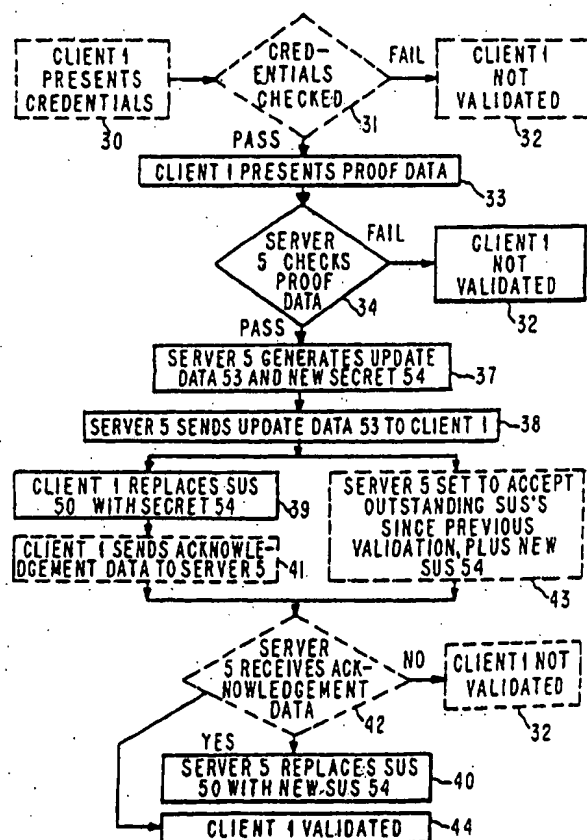 CLIENT 1
PRESENTS
CREDENTIALS
30
CRED-
ENTIALS
CHECKED
31
FAIL
CLIENT 1
NOT
VALIDATED
32
PASS
CLIENT 1 PRESENTS PROOF DATA
33
SERVER
5 CHECKS
PROOF
DATA
34
FAIL
CLIENT 1
NOT
VALIDATED
32
PASS
SERVER 5 GENERATES UPDATE
DATA 53 AND NEW SECRET 54
37
SERVER 5 SENDS UPDATE DATA 53 TO CLIENT 1
38
CLIENT 1 REPLACES SUS
50 WITH SECRET 54
39
CLIENT 1 SENDS ACKNOWLE-
DGEMENT DATA TO SERVER 5
41
SERVER 5 SET TO ACCEPT
OUTSTANDING SUS'S
SINCE PREVIOUS
VALIDATION, PLUS NEW
SUS 54
43
SERVER
5 RECEIVES ACK-
NOWLEDGEMENT
DATA
42
NO
CLIENT 1 NOT
VALIDATED
32
YES
SERVER 5 REPLACES SUS
50 WITH NEW SUS 54
40
CLIENT 1 VALIDATED
44